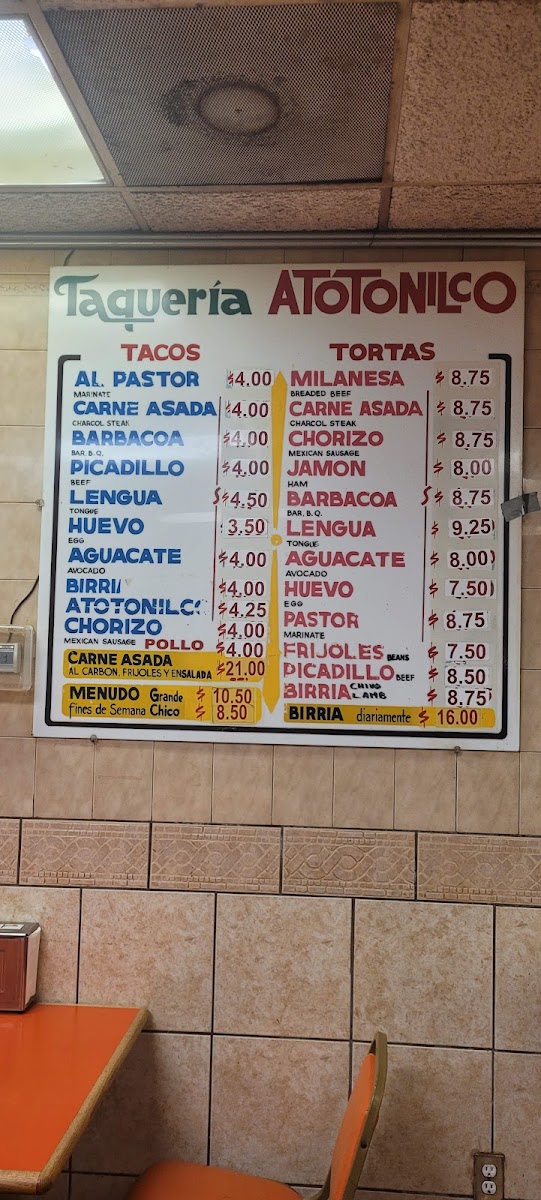 Taquería ATOTONILCO
TACOS
AL PASTOR $4.00
MARINATE
CARNE ASADA $4.00
CHARCOL STEAK
BARBACOA $4.00
BAR. B.Q.
PICADILLO $4.00
BEEF
LENGUA $4.50
TONGUE
HUEVO 3.50
EGG
AGUACATE $4.00
AVOCADO
BIRRI $4.00
ATOTONILC $4.25
CHORIZO $4.00
MEXICAN SAUSAGE POLLO $4.00
CARNE ASADA $21.00
AL CARBON, FRIJOLES Y ENSALADA
MENUDO Grande $10.50
fines de Semana Chico $8.50
TORTAS
MILANESA $8.75
BREADED BEEF
CARNE ASADA $8.75
CHARCOL STEAK
CHORIZO $8.75
MEXICAN SAUSAGE
JAMON $8.00
HAM
BARBACOA $8.75
BAR. B.Q.
LENGUA $9.25
TONGUE
AGUACATE $8.00
AVOCADO
HUEVO $7.50
EGG
PASTOR $8.75
MARINATE
FRIJOLES BEANS $7.50
PICADILLO BEEF $8.50
BIRRIA CHIVO LAMB $8.75
BIRRIA diariamente $16.00